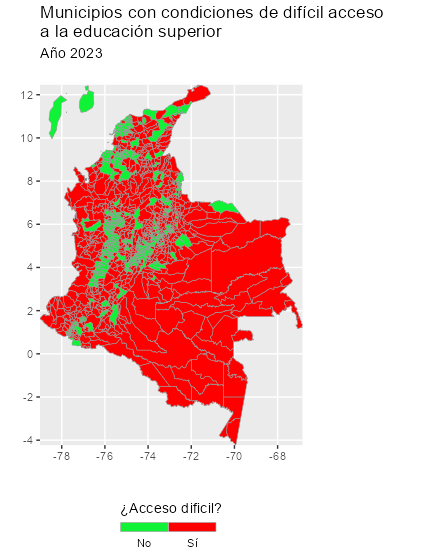 Municipios con condiciones de difícil acceso
a la educación superior
Año 2023
12
10
8
6
4
2
0
-2
-4
-78
-76
-74
-72
-70
-68
¿Acceso dificil?
No
Sí